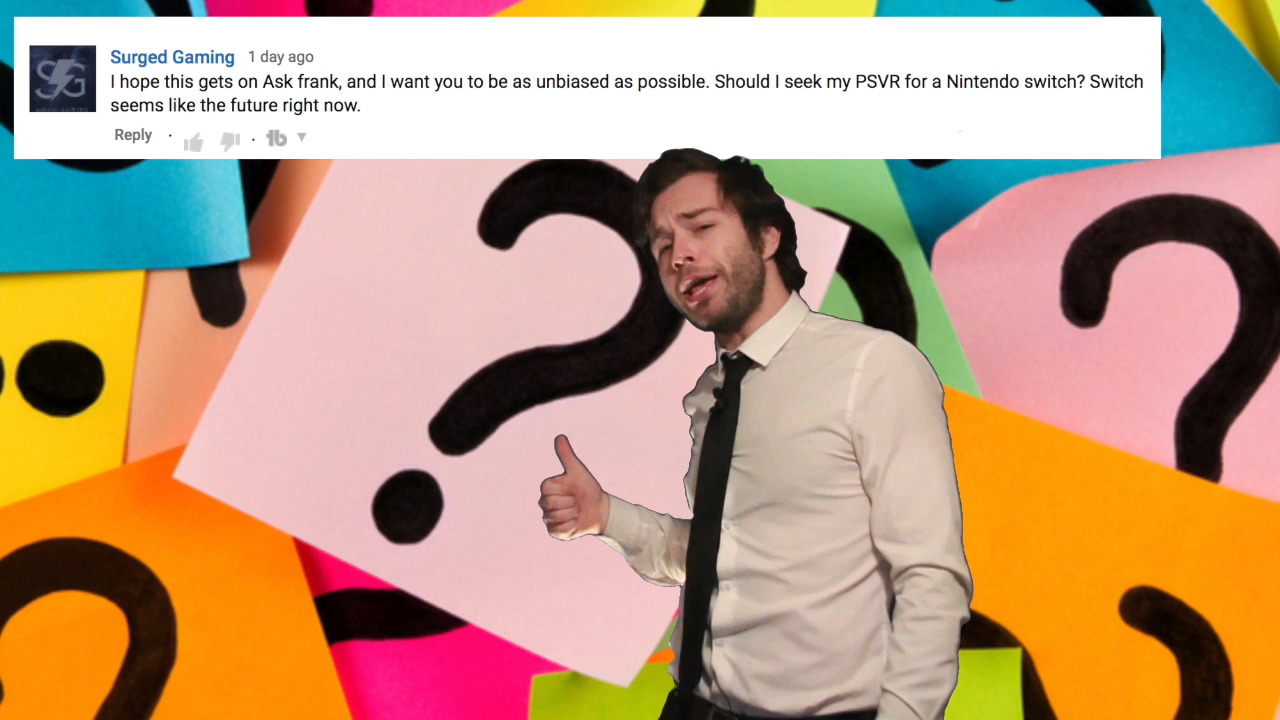 Surged Gaming 1 day ago
I hope this gets on Ask frank, and I want you to be as unbiased as possible. Should I seek my PSVR for a Nintendo switch? Switch
seems like the future right now.
Reply